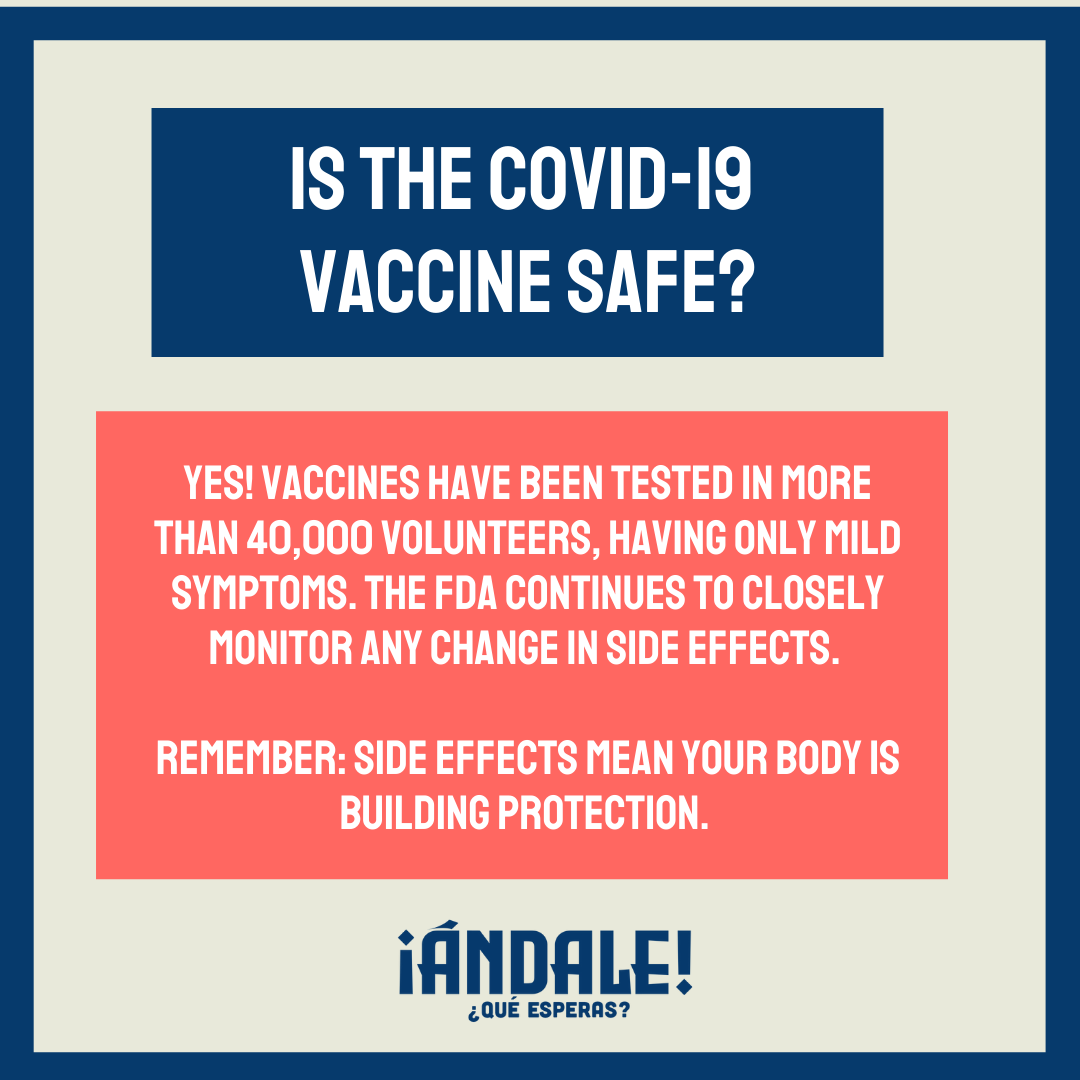 IS THE COVID-19
VACCINE SAFE?
YES! VACCINES HAVE BEEN TESTED IN MORE
THAN 40,000 VOLUNTEERS, HAVING ONLY MILD
SYMPTOMS. THE FDA CONTINUES TO CLOSELY
MONITOR ANY CHANGE IN SIDE EFFECTS.
REMEMBER: SIDE EFFECTS MEAN YOUR BODY IS
BUILDING PROTECTION.
¡ÁNDALE!
¿QUÉ ESPERAS?